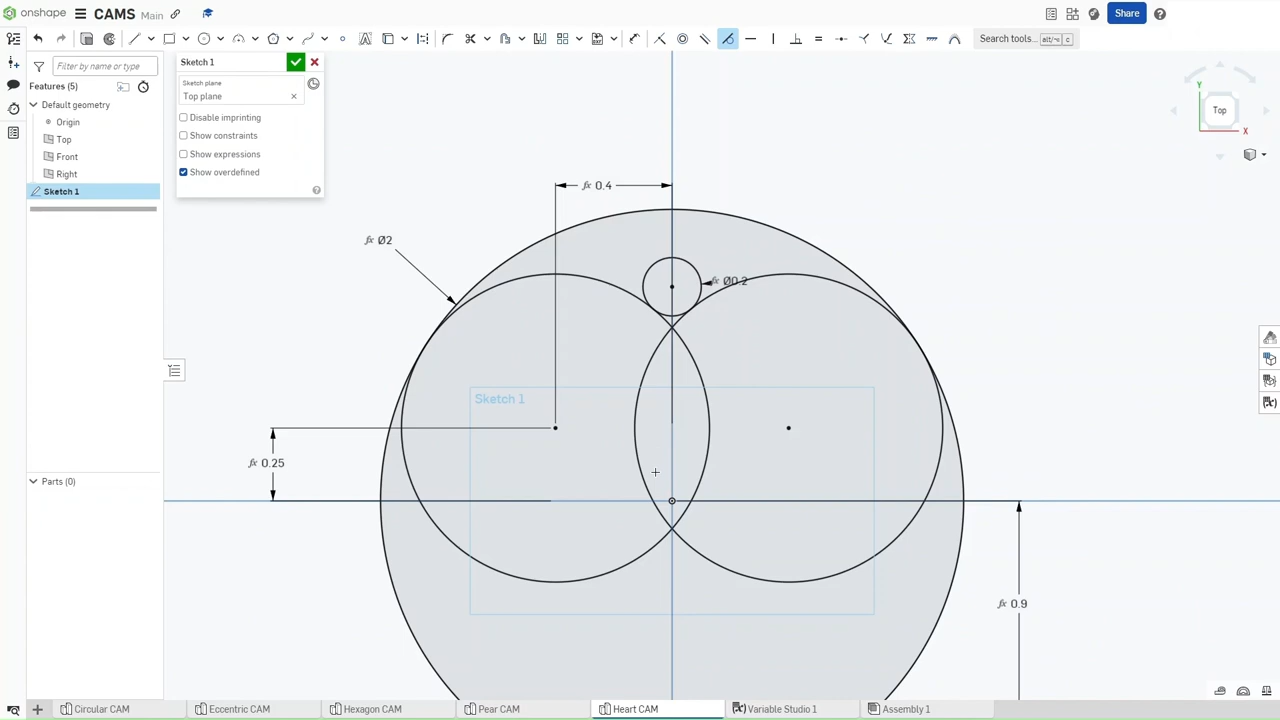 onshape CAMS Main Share
Search tools... alt/⌥ c
Filter by name or type
Features (5)
Default geometry
Origin
Top
Front
Right
Sketch 1
Sketch 1
Sketch plane
Top plane
Disable imprinting
Show constraints
Show expressions
Show overdefined
Y
Top
X
fx 0.4
fx Ø2
fx Ø0.2
Sketch 1
fx 0.25
fx 0.9
Parts (0)
Circular CAM
Eccentric CAM
Hexagon CAM
Pear CAM
Heart CAM
Variable Studio 1
Assembly 1